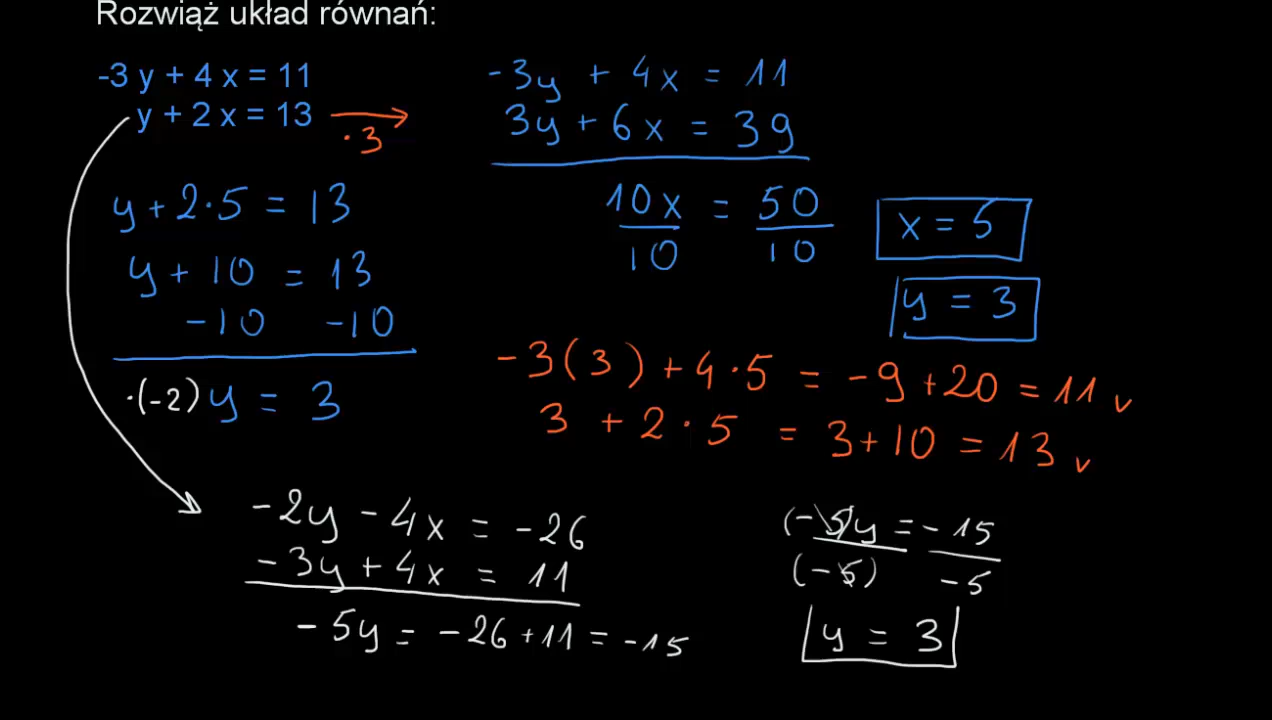 Rozwiąż układ równań:
-3 y + 4 x = 11
y + 2 x = 13
· 3
y + 2·5 = 13
y + 10 = 13
-10 -10
·(-2) y = 3
-3y + 4x = 11
3y + 6x = 39
10x = 50
10 10
x = 5
y = 3
-3(3) + 4·5 = -9 + 20 = 11 v
3 + 2·5 = 3 + 10 = 13 v
-2y - 4x = -26
-3y + 4x = 11
-5y = -26 + 11 = -15
(-5)y = -15
(-5) -5
y = 3